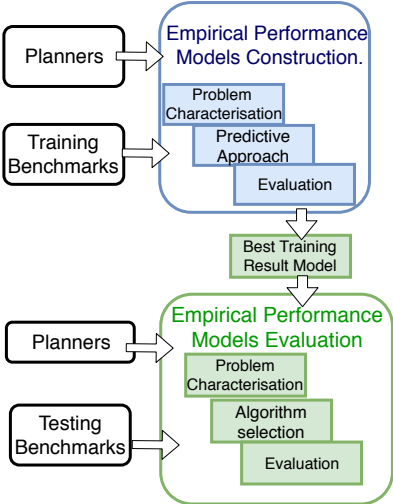 Planners
Empirical Performance
Models Construction.
Problem
Characterisation
Training
Benchmarks
Predictive
Approach
Evaluation
Best Training
Result Model
Empirical Performance
Models Evaluation
Planners
Problem
Characterisation
Testing
Benchmarks
Algorithm
selection
Evaluation